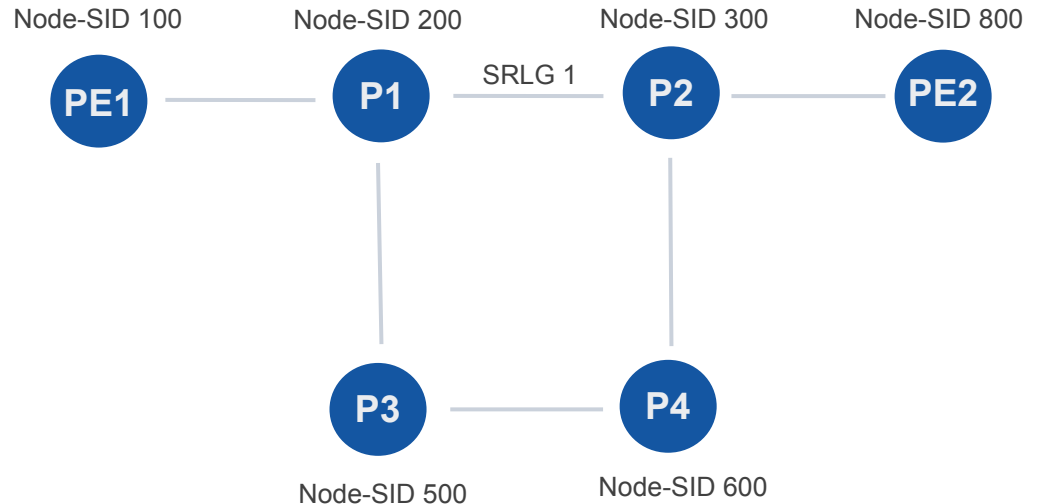 Node-SID 100
Node-SID 200
Node-SID 300
Node-SID 800
PE1
P1
SRLG 1
P2
PE2
P3
P4
Node-SID 500
Node-SID 600